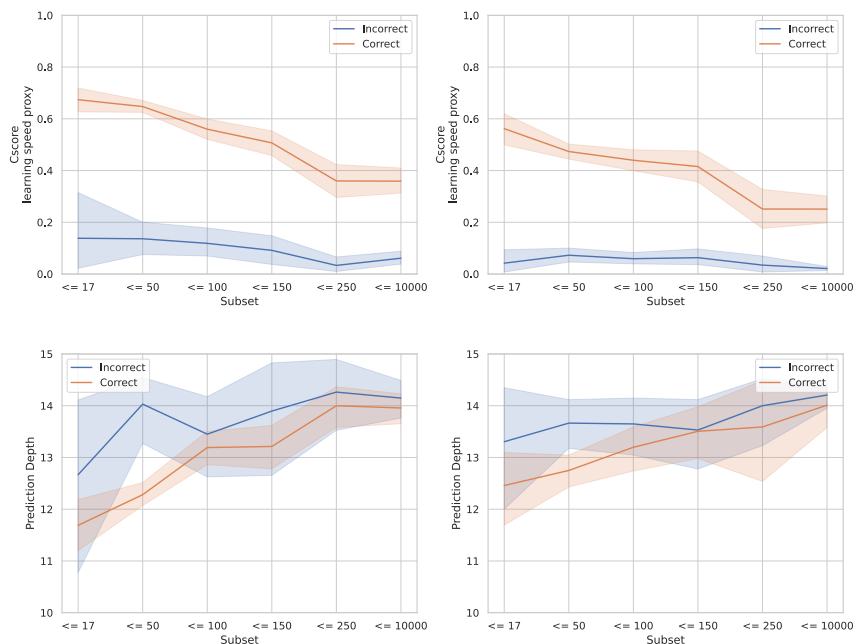 1.0
0.8
0.6
0.4
0.2
0.0
Cscore
learning speed proxy
Incorrect
Correct
<= 17 <= 50 <= 100 <= 150 <= 250 <= 10000
Subset
1.0
0.8
0.6
0.4
0.2
0.0
Cscore
learning speed proxy
Incorrect
Correct
<= 17 <= 50 <= 100 <= 150 <= 250 <= 10000
Subset
15
14
13
12
11
10
Prediction Depth
Incorrect
Correct
<= 17 <= 50 <= 100 <= 150 <= 250 <= 10000
Subset
15
14
13
12
11
10
Prediction Depth
Incorrect
Correct
<= 17 <= 50 <= 100 <= 150 <= 250 <= 10000
Subset